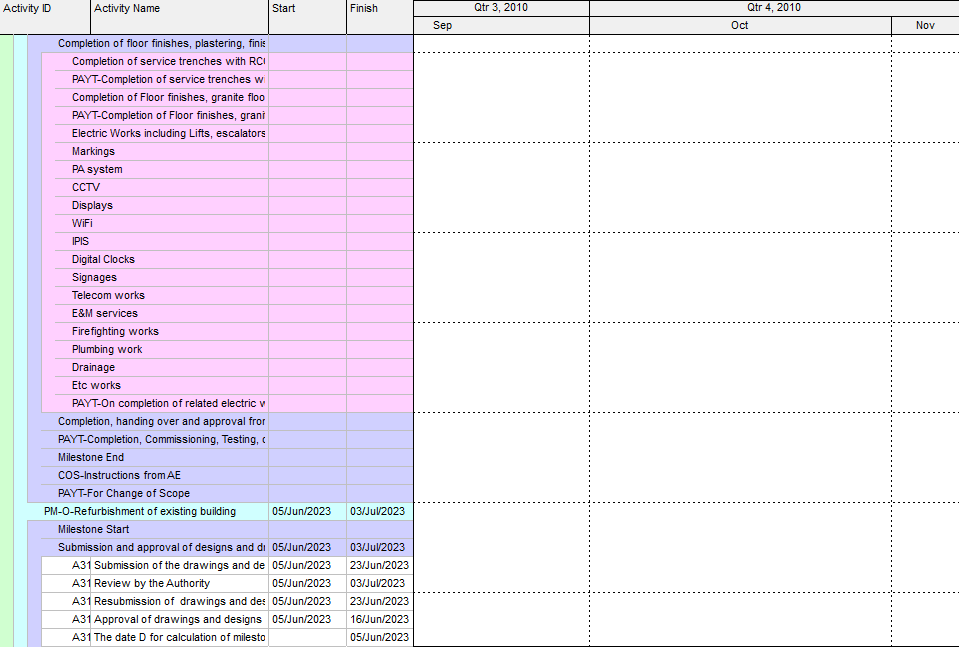 Activity ID Activity Name Start Finish Qtr 3, 2010 Qtr 4, 2010
Sep Oct Nov
Completion of floor finishes, plastering, finis
Completion of service trenches with RC
PAYT-Completion of service trenches w
Completion of Floor finishes, granite floo
PAYT-Completion of Floor finishes, grani
Electric Works including Lifts, escalators
Markings
PA system
CCTV
Displays
WiFi
IPIS
Digital Clocks
Signages
Telecom works
E&M services
Firefighting works
Plumbing work
Drainage
Etc works
PAYT-On completion of related electric w
Completion, handing over and approval from
PAYT-Completion, Commissioning, Testing,
Milestone End
COS-Instructions from AE
PAYT-For Change of Scope
PM-O-Refurbishment of existing building 05/Jun/2023 03/Jul/2023
Milestone Start
Submission and approval of designs and dr 05/Jun/2023 03/Jul/2023
A31 Submission of the drawings and de 05/Jun/2023 23/Jun/2023
A31 Review by the Authority 05/Jun/2023 03/Jul/2023
A31 Resubmission of drawings and des 05/Jun/2023 23/Jun/2023
A31 Approval of drawings and designs 05/Jun/2023 16/Jun/2023
A31 The date D for calculation of milesto 05/Jun/2023